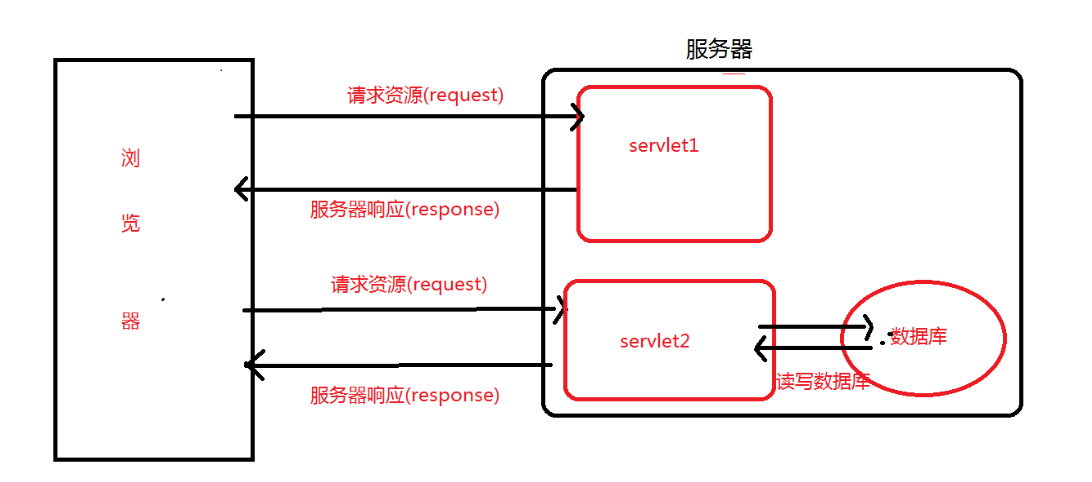 服务器
请求资源(request)
servlet1
浏
览
器
服务器响应(response)
请求资源(request)
servlet2
数据库
读写数据库
服务器响应(response)